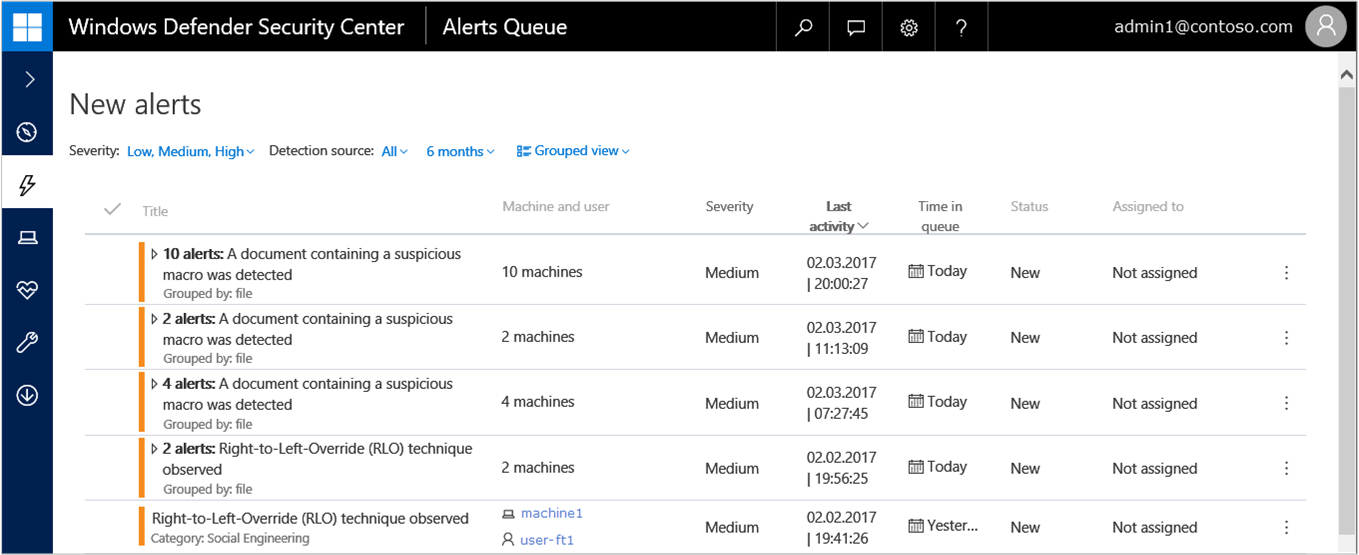 Windows Defender Security Center Alerts Queue ? admin1@contoso.com
New alerts
Severity: Low, Medium, High Detection source: All 6 months Grouped view
Title Machine and user Severity Last activity Time in queue Status Assigned to
10 alerts: A document containing a suspicious
macro was detected
Grouped by: file
10 machines Medium 02.03.2017
| 20:00:27
Today New Not assigned
2 alerts: A document containing a suspicious
macro was detected
Grouped by: file
2 machines Medium 02.03.2017
| 11:13:09
Today New Not assigned
4 alerts: A document containing a suspicious
macro was detected
Grouped by: file
4 machines Medium 02.03.2017
| 07:27:45
Today New Not assigned
2 alerts: Right-to-Left-Override (RLO) technique
observed
Grouped by: file
2 machines Medium 02.02.2017
| 19:56:25
Today New Not assigned
Right-to-Left-Override (RLO) technique observed
Category: Social Engineering
machine1
user-ft1
Medium 02.02.2017
| 19:41:26
Yester... New Not assigned